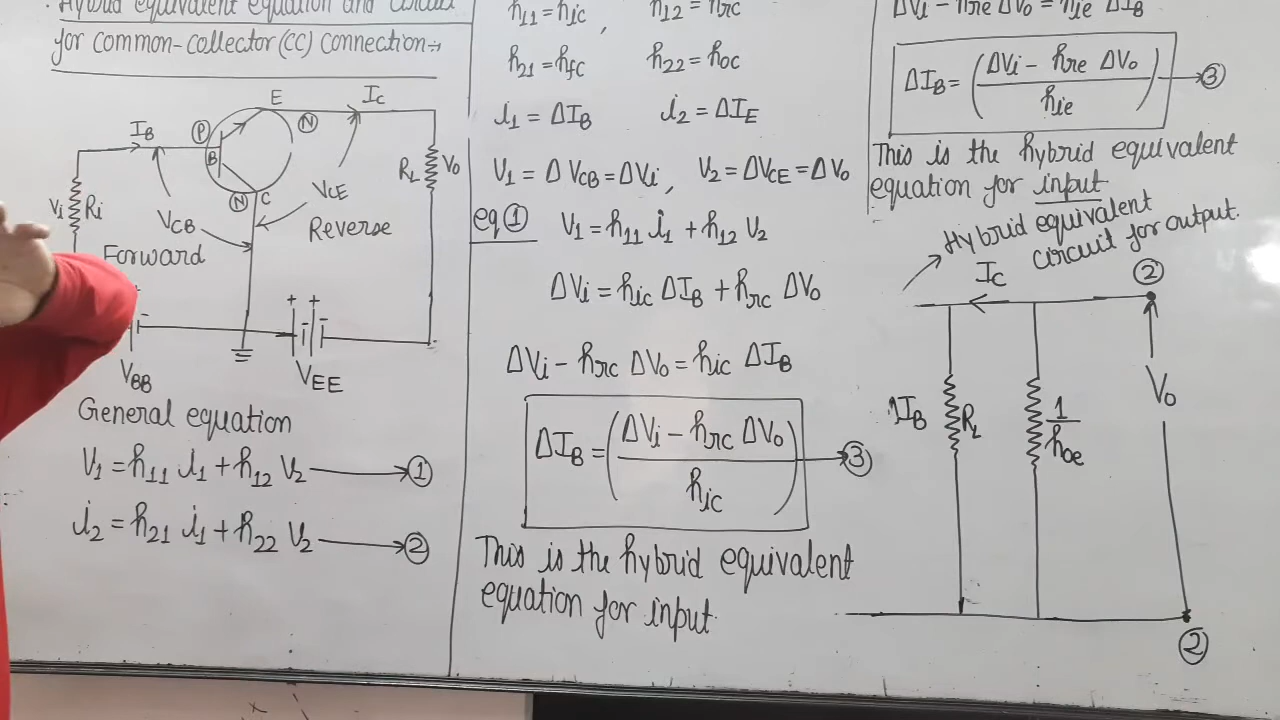 Hybrid equivalent equation and circuit
for common-collector (CC) connection→
E
Ic
IB
P
N
B
RL
Vo
VCE
N
C
Vi
Ri
VCB
Reverse
Forward
+
-
+ +
- -
VBB
VEE
General equation
V1 = h11 i1 + h12 V2 → ①
i2 = h21 i1 + h22 V2 → ②
h11 = hic , h12 = hrc
h21 = hfc h22 = hoc
i1 = ΔIB i2 = ΔIE
V1 = ΔVCB = ΔVi , V2 = ΔVCE = ΔVo
eq ① V1 = h11 i1 + h12 V2
ΔVi = hic ΔIB + hrc ΔVo
ΔVi - hrc ΔVo = hic ΔIB
ΔIB = (ΔVi - hrc ΔVo / hic) → ③
This is the hybrid equivalent
equation for input
ΔVi - hre ΔVo = hie ΔIB
ΔIB = (ΔVi - hre ΔVo / hie) → ③
This is the hybrid equivalent
equation for input
Hybrid equivalent
circuit for output.
Ic
②
IB
RL
1/hoe
Vo
②